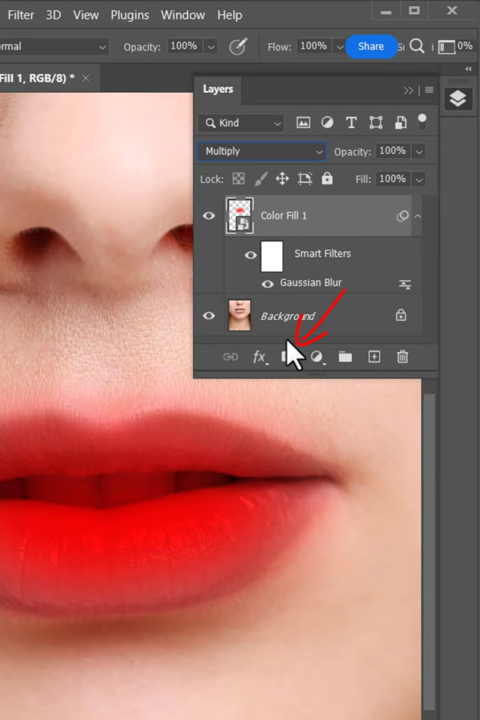 Filter 3D View Plugins Window Help
rmal Opacity: 100% Flow: 100% Share 0%
Fill 1, RGB/8) *
Layers
Kind
Multiply Opacity: 100%
Lock: Fill: 100%
Color Fill 1
Smart Filters
Gaussian Blur
Background
fx